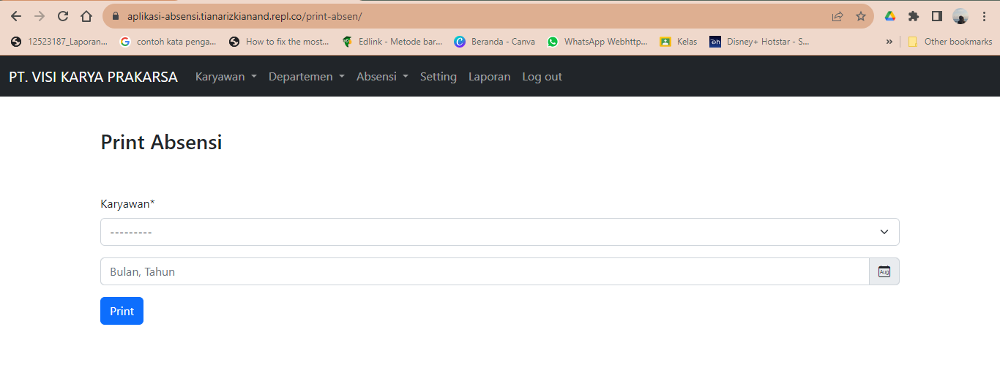 aplikasi-absensi.tianarizkianand.repl.co/print-absen/
12523187_Laporan... contoh kata penga... How to fix the most... Edlink - Metode bar... Beranda - Canva WhatsApp Webhttp... Kelas Disney+ Hotstar - S... » Other bookmarks
PT. VISI KARYA PRAKARSA Karyawan Departemen Absensi Setting Laporan Log out
Print Absensi
Karyawan*
---------
Bulan, Tahun Aug
Print